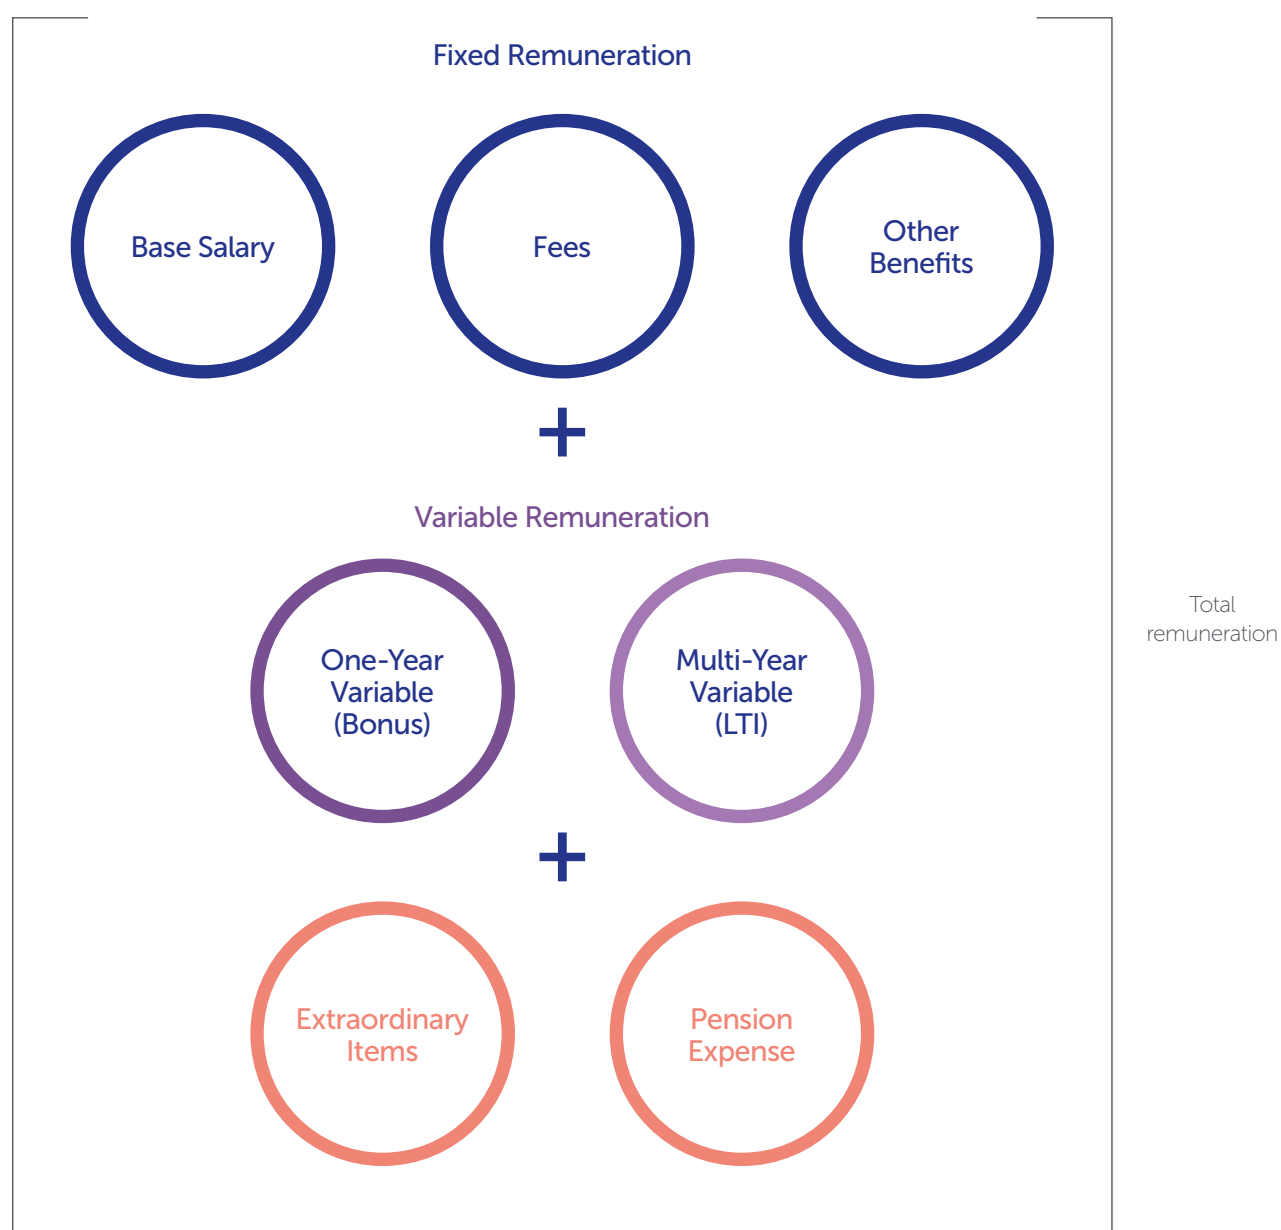 Fixed Remuneration
Base Salary
Fees
Other
Benefits
+
Variable Remuneration
One-Year
Variable
(Bonus)
Multi-Year
Variable
(LTI)
Total
remuneration
+
Extraordinary
Items
Pension
Expense